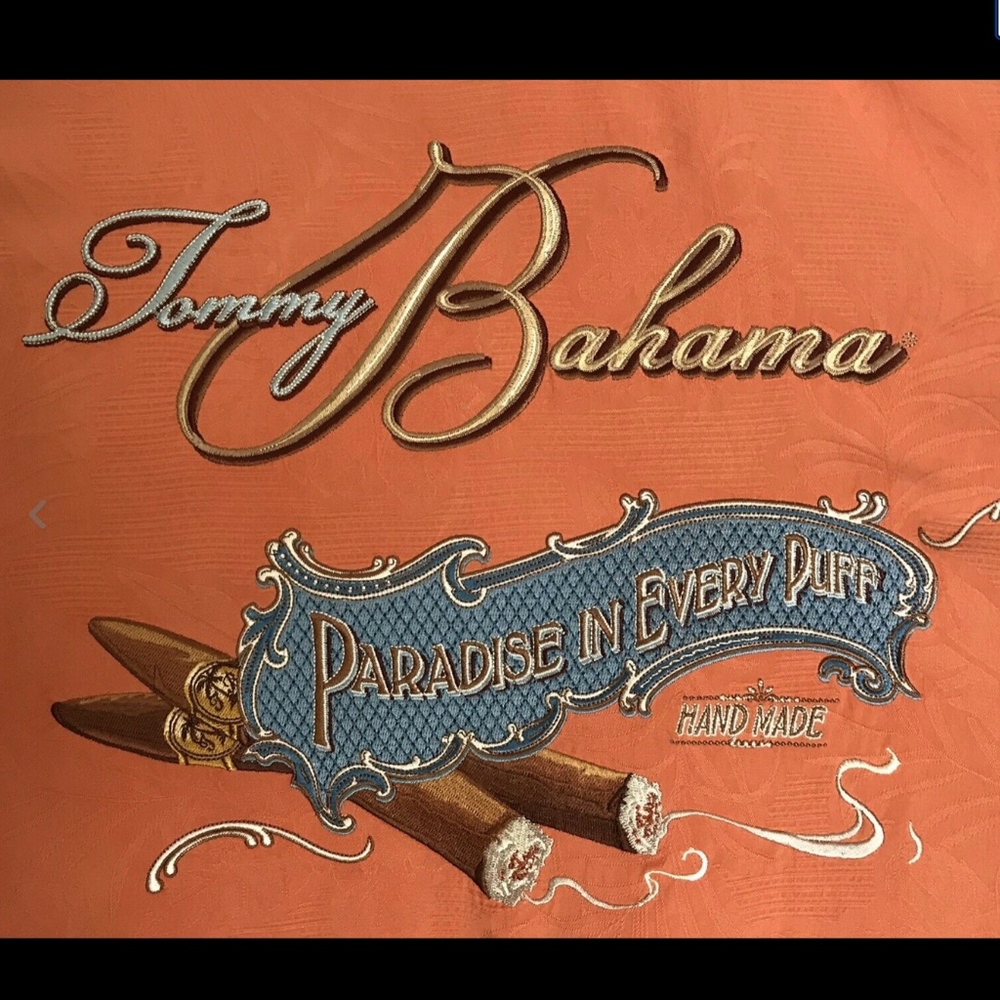 Tommy Bahama
PARADISE IN EVERY PUFF
HAND MADE